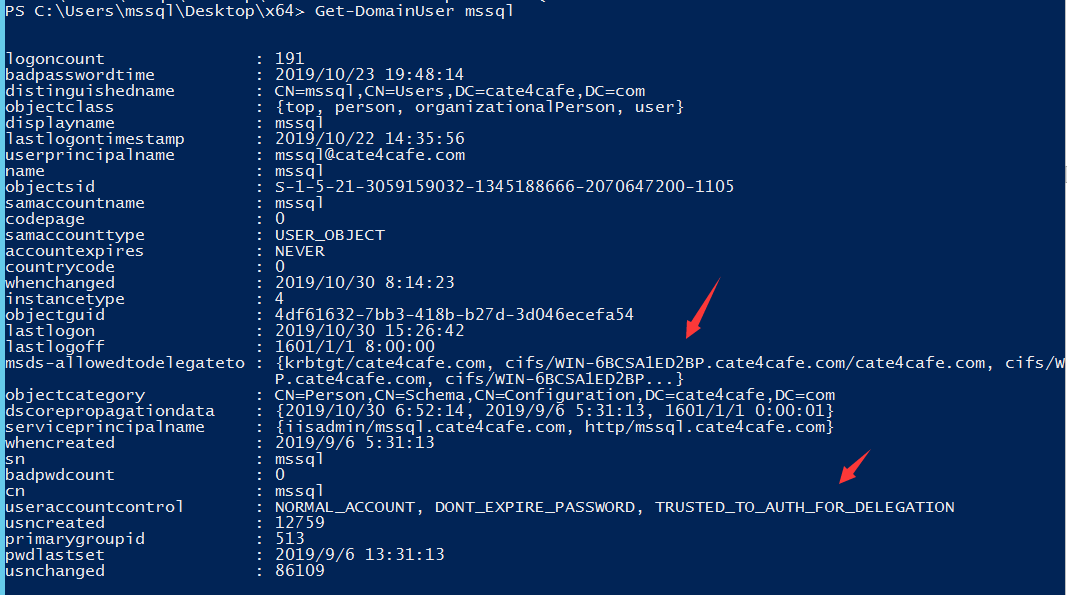 PS C:\Users\mssql\Desktop\x64> Get-DomainUser mssql
logoncount : 191
badpasswordtime : 2019/10/23 19:48:14
distinguishedname : CN=mssql,CN=Users,DC=cate4cafe,DC=com
objectclass : {top, person, organizationalPerson, user}
displayname : mssql
lastlogontimestamp : 2019/10/22 14:35:56
userprincipalname : mssql@cate4cafe.com
name : mssql
objectsid : S-1-5-21-3059159032-1345188666-2070647200-1105
samaccountname : mssql
codepage : 0
samaccounttype : USER_OBJECT
accountexpires : NEVER
countrycode : 0
whenchanged : 2019/10/30 8:14:23
instancetype : 4
objectguid : 4df61632-7bb3-418b-b27d-3d046ecefa54
lastlogon : 2019/10/30 15:26:42
lastlogoff : 1601/1/1 8:00:00
msds-allowedtodelegateto : {krbtgt/cate4cafe.com, cifs/WIN-6BCSA1ED2BP.cate4cafe.com/cate4cafe.com, cifs/W
P.cate4cafe.com, cifs/WIN-6BCSA1ED2BP...}
objectcategory : CN=Person,CN=Schema,CN=Configuration,DC=cate4cafe,DC=com
dscorepropagationdata : {2019/10/30 6:52:14, 2019/9/6 5:31:13, 1601/1/1 0:00:01}
serviceprincipalname : {iisadmin/mssql.cate4cafe.com, http/mssql.cate4cafe.com}
whencreated : 2019/9/6 5:31:13
sn : mssql
badpwdcount : 0
cn : mssql
useraccountcontrol : NORMAL_ACCOUNT, DONT_EXPIRE_PASSWORD, TRUSTED_TO_AUTH_FOR_DELEGATION
usncreated : 12759
primarygroupid : 513
pwdlastset : 2019/9/6 13:31:13
usnchanged : 86109